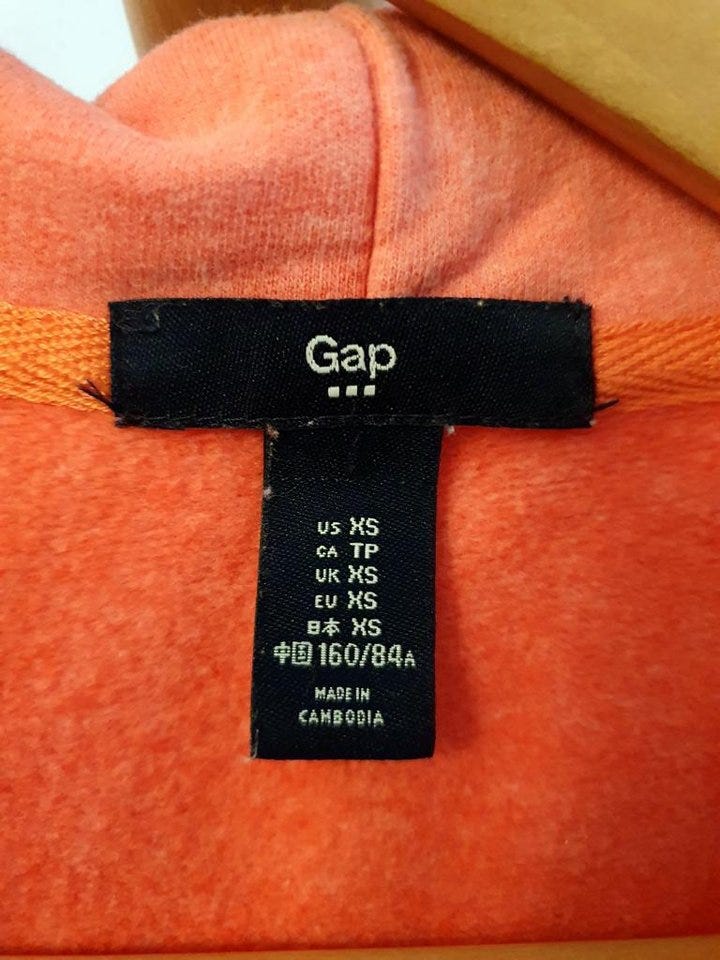 Gap
US XS
CA TP
UK XS
EU XS
日本 XS
中国 160/84A
MADE IN
CAMBODIA